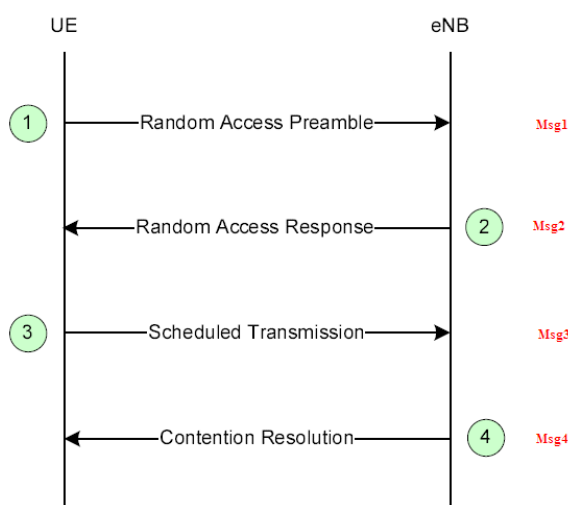 UE eNB
1 Random Access Preamble Msg1
Random Access Response 2 Msg2
3 Scheduled Transmission Msg3
Contention Resolution 4 Msg4